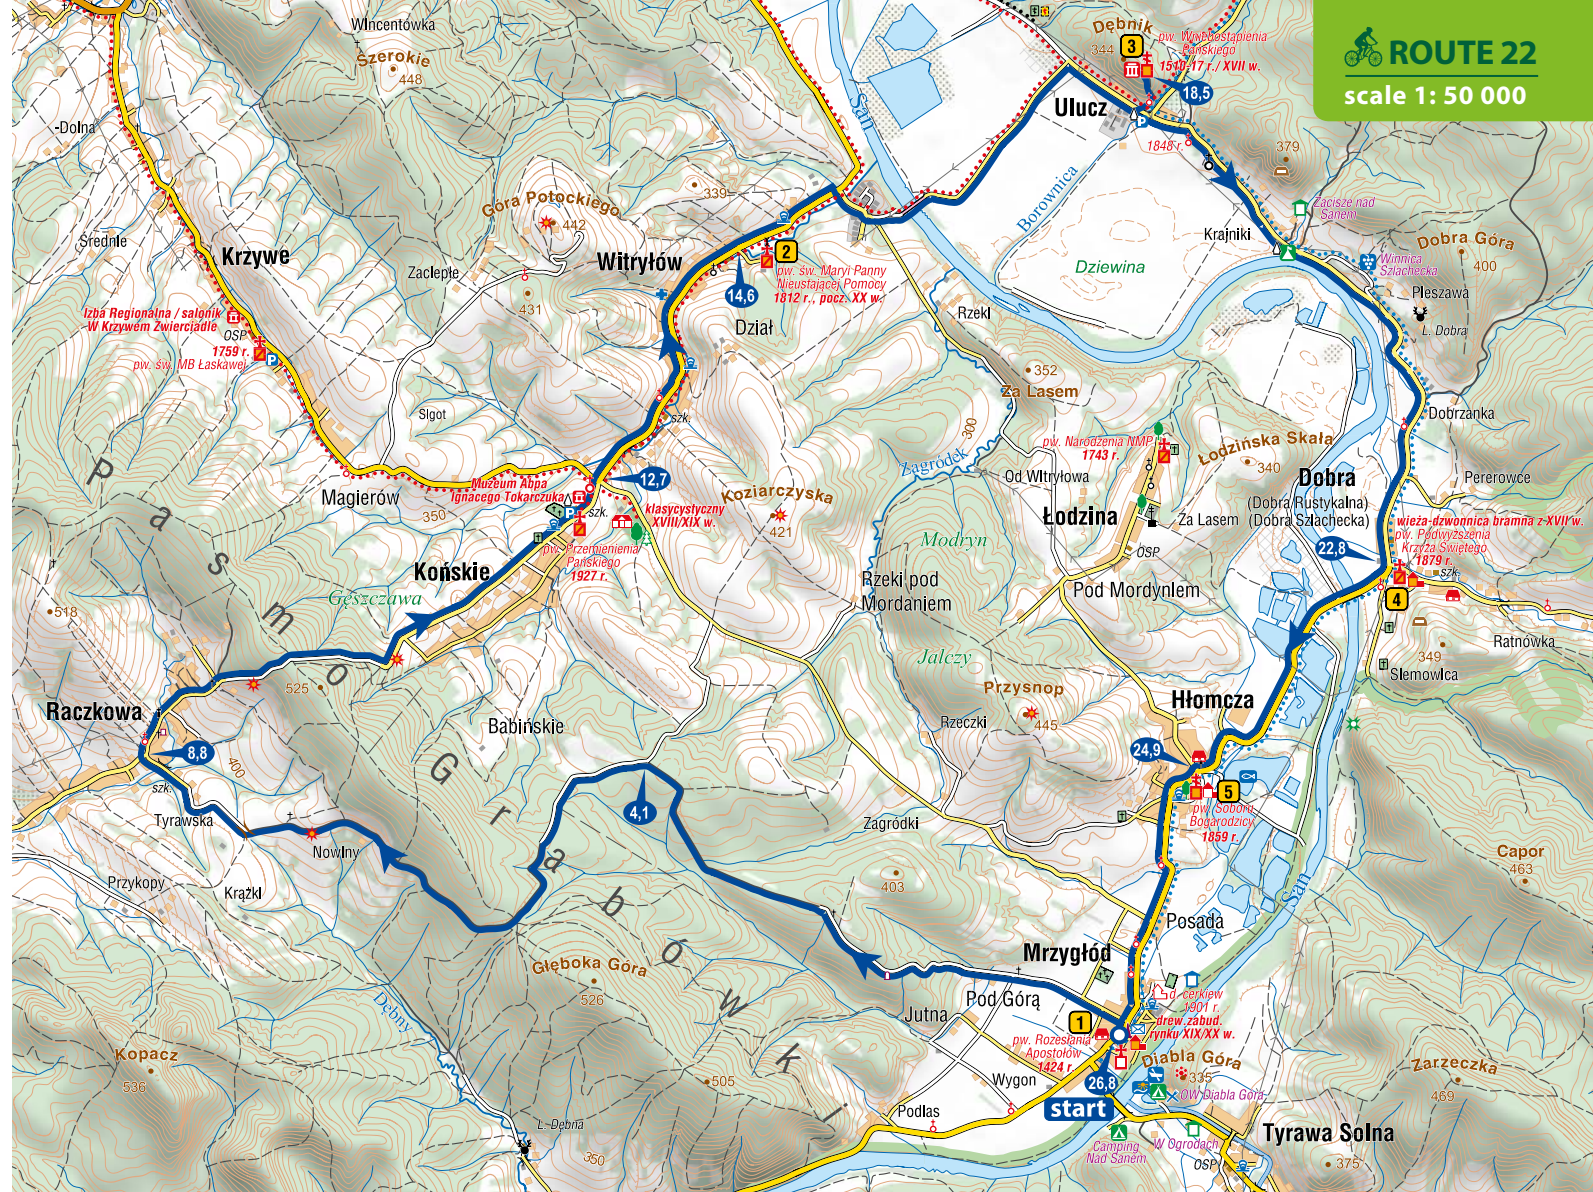 ROUTE 22
scale 1: 50 000
Wincentówka
Szerokie
448
-Dolna
Średnie
Krzywe
Izba Regionalna / salonik
W Krzywem Zwierciadle
OSP
1759 r.
pw. św. MB Łaskawej
P
Góra Potockiego
442
339
Zaciepłe
431
Witryłów
14,6
2
pw. św. Maryi Panny
Nieustającej Pomocy
1812 r., pocz. XX w.
Dział
Slgot
szk.
Magierów
350
Muzeum Abpa
Ignacego Tokarczuka
P
szk.
12,7
klasycystyczny
XVIII/XIX w.
Koziarczyska
421
Końskie
pw. Przemienienia
Pańskiego
1927 r.
Gęszczawa
Pasmo Grabówki
518
525
Raczkowa
8,8
400
szk.
Tyrawska
Nowiny
Przykopy
Krążki
Babińskie
4,1
Głęboka Góra
526
Dębny
Kopacz
536
L. Dębna
350
505
San
Dębnik
344
3
pw. Wniebowstąpienia
Pańskiego
1510-17 r./ XVII w.
18,5
Ulucz
P
1848 r.
379
Borownica
Zacisze nad
Sanem
Krajniki
Dziewina
Dobra Góra
400
Winnica
Szlachecka
Pleszawa
L. Dobra
Rzeki
352
Za Lasem
300
Dobrzanka
Zagródek
pw. Narodzenia NMP
1743 r.
Łodzińska Skała
340
Od Witryłowa
Dobra
(Dobra Rustykalna)
(Dobra Szlachecka)
Pererowce
Łodzina
Za Lasem
OSP
wieża-dzwonnica bramna z XVII w.
pw. Podwyższenia
Krzyża Świętego
1879 r.
szk.
22,8
4
Modryn
Rzeki pod
Mordaniem
Pod Mordynlem
Ratnówka
349
Slemowica
Jalczy
Przysnop
445
Hłomcza
Rzeczki
24,9
5
pw. Soboru
Bogarodzicy
1859 r.
Zagródki
403
Capor
463
San
Posada
Mrzygłód
Pod Górą
Jutna
d. cerkiew
1901 r.
drew. zabud.
rynku XIX/XX w.
1
pw. Rozesłania
Apostołów
1424 r.
Diabla Góra
335
Wygon
26,8
start
OW Diabla Góra
Podlas
Zarzeczka
469
Camping
Nad Sanem
W Ogrodach
OSP
Tyrawa Solna
375